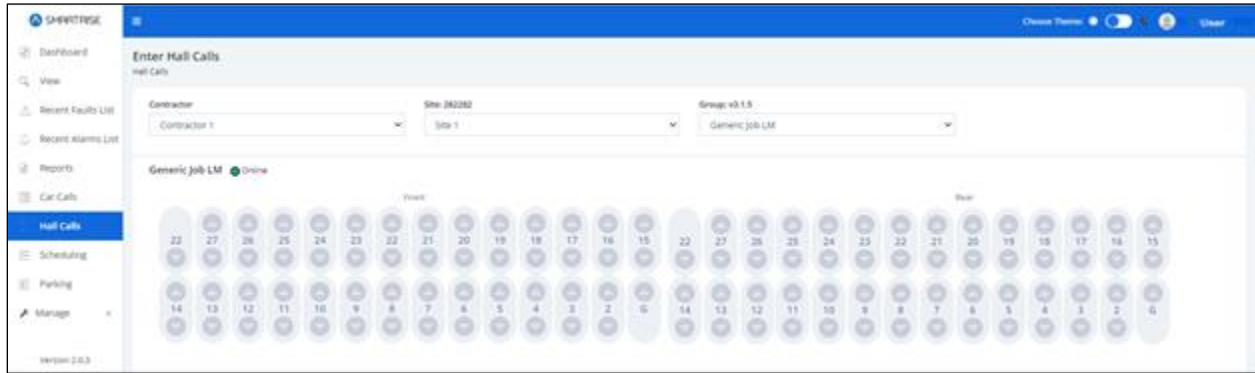 SMARTRISE
Choose Theme:
User
Dashboard
View
Recent Faults List
Recent Alarms List
Reports
Car Calls
Hall Calls
Scheduling
Parking
Manage
Version 2.0.3
Enter Hall Calls
Hall Calls
Contractor
Contractor 1
Site: 282282
Site 1
Group: v3.1.5
Generic Job LM
Generic Job LM Online
Front
22 27 26 25 24 23 22 21 20 19 18 17 16 15
14 13 12 11 10 9 8 7 6 5 4 3 2 G
Rear
22 27 26 25 24 23 22 21 20 19 18 17 16 15
14 13 12 11 10 9 8 7 6 5 4 3 2 G